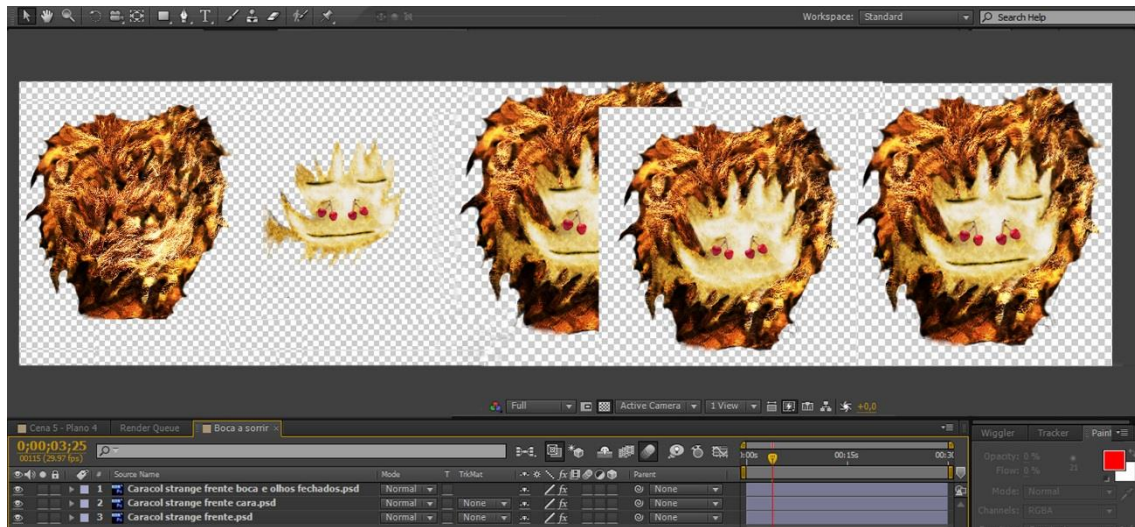 T
Workspace: Standard
Search Help
Full
Active Camera
1 View
+0,0
Cena 5 - Plano 4
Render Queue
Boca a sorrir ×
Wiggler
Tracker
Paint
0;00;03;25
00115 (29.97 fps)
00:15s
Opacity: 0 %
Flow: 0 %
# Source Name Mode T TrkMat Parent
Mode: Normal
1 Caracol strange frente boca e olhos fechados.psd Normal None
2 Caracol strange frente cara.psd Normal None None
Channels: RGBA
3 Caracol strange frente.psd Normal None None